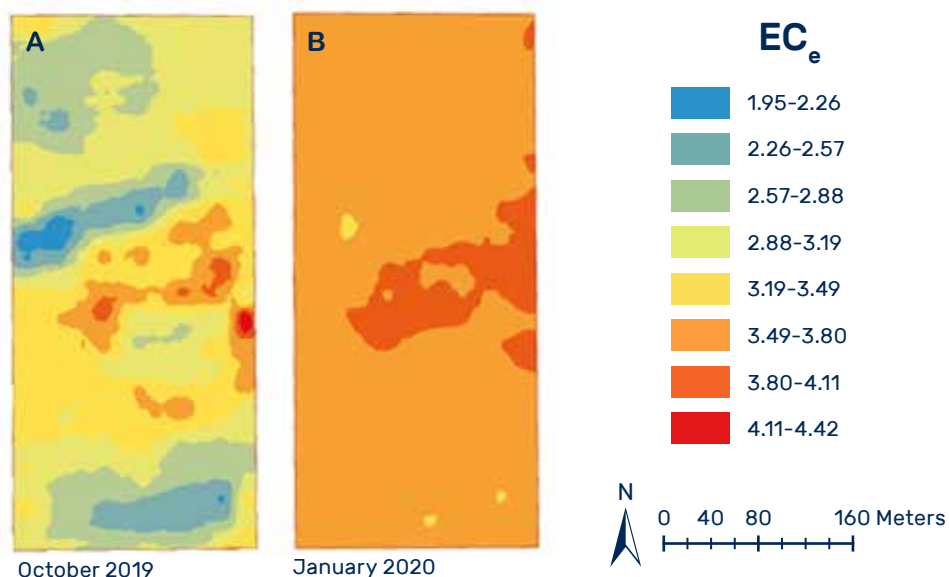 A
B
ECe
1.95-2.26
2.26-2.57
2.57-2.88
2.88-3.19
3.19-3.49
3.49-3.80
3.80-4.11
4.11-4.42
N
0 40 80 160 Meters
October 2019
January 2020